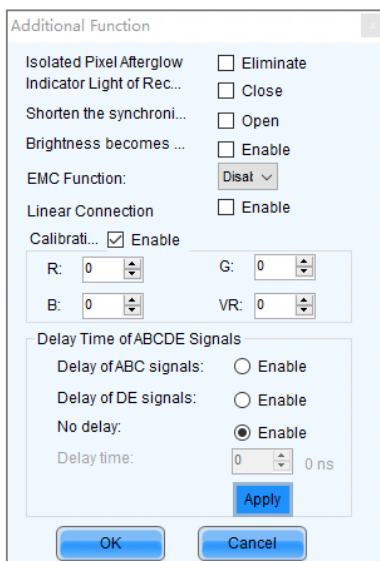 Additional Function
Isolated Pixel Afterglow Eliminate
Indicator Light of Rec... Close
Shorten the synchroni... Open
Brightness becomes ... Enable
EMC Function: Disat
Linear Connection Enable
Calibrati... Enable
R: 0 G: 0
B: 0 VR: 0
Delay Time of ABCDE Signals
Delay of ABC signals: Enable
Delay of DE signals: Enable
No delay: Enable
Delay time: 0 0 ns
Apply
OK Cancel